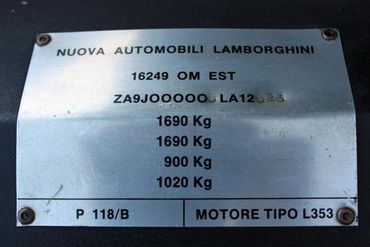 NUOVA AUTOMOBILI LAMBORGHINI
16249 OM EST
1690 Kg
1690 Kg
900 Kg
1020 Kg
P 118/B
MOTORE TIPO L353